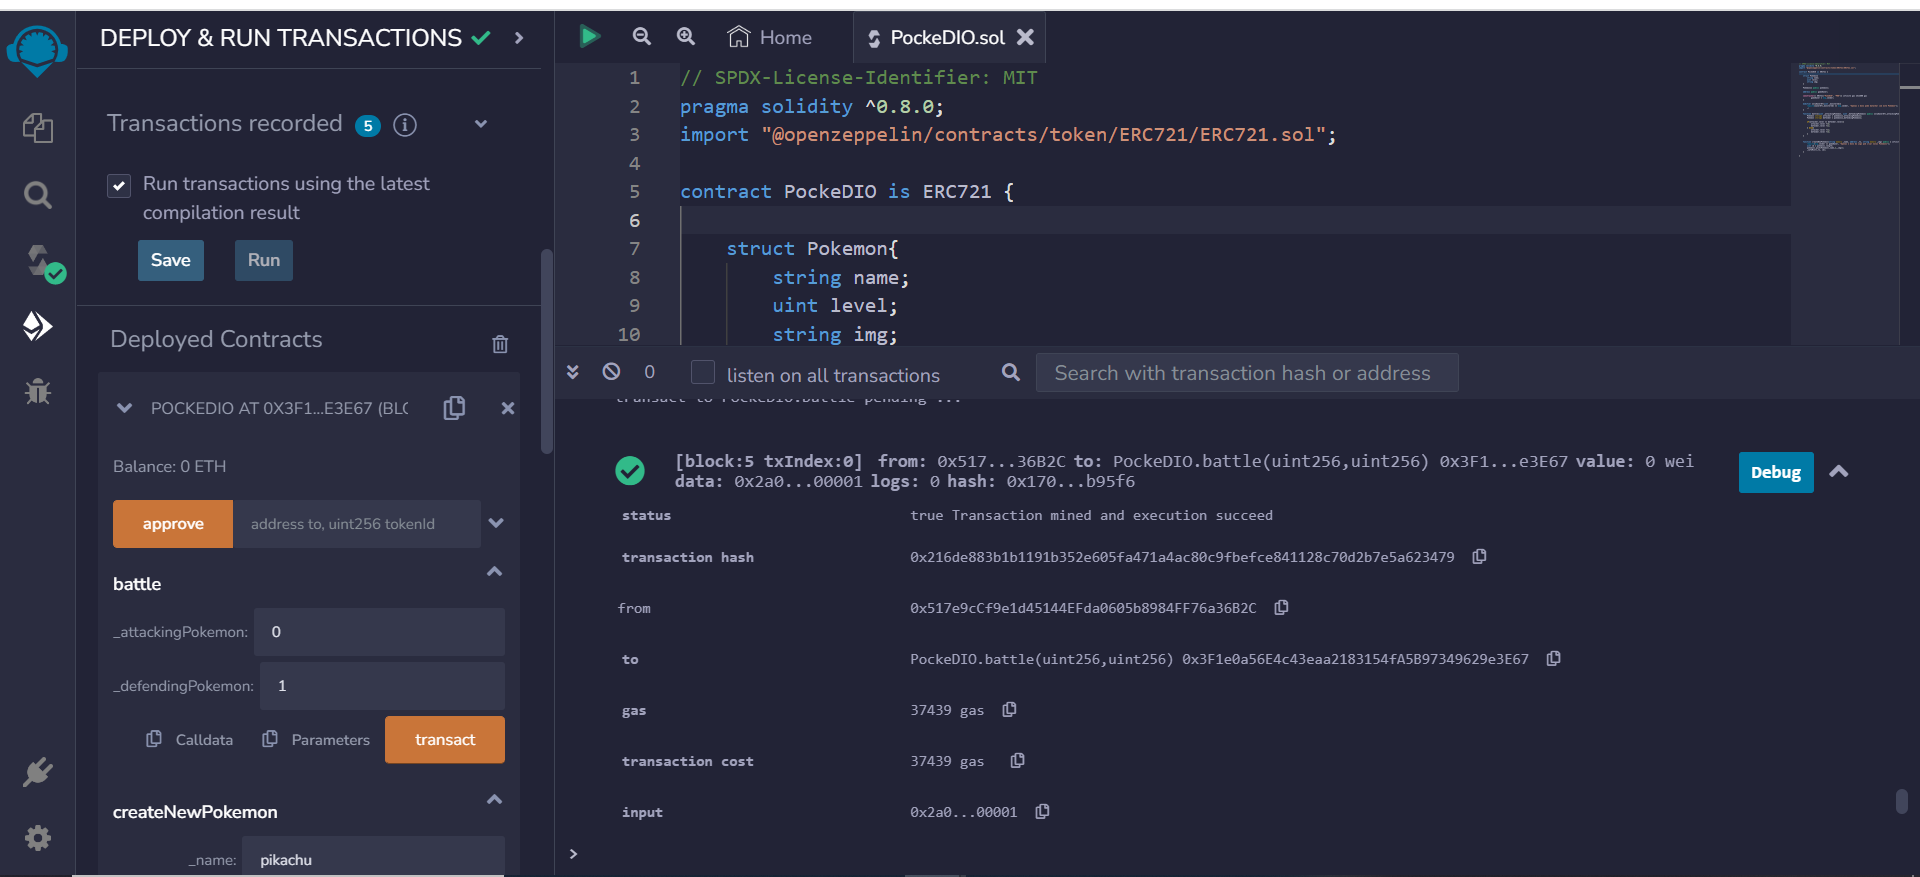 DEPLOY & RUN TRANSACTIONS
Transactions recorded 5 i
Run transactions using the latest
compilation result
Save Run
Deployed Contracts
POCKEDIO AT 0X3F1...E3E67 (BLO
Balance: 0 ETH
approve address to, uint256 tokenId
battle
_attackingPokemon: 0
_defendingPokemon: 1
Calldata Parameters transact
createNewPokemon
_name: pikachu
Home PockeDIO.sol
1 // SPDX-License-Identifier: MIT
2 pragma solidity ^0.8.0;
3 import "@openzeppelin/contracts/token/ERC721/ERC721.sol";
4
5 contract PockeDIO is ERC721 {
6
7 struct Pokemon{
8 string name;
9 uint level;
10 string img;
0 listen on all transactions Search with transaction hash or address
transact to PockeDIO.battle pending ...
[block:5 txIndex:0] from: 0x517...36B2C to: PockeDIO.battle(uint256,uint256) 0x3F1...e3E67 value: 0 wei
data: 0x2a0...00001 logs: 0 hash: 0x170...b95f6
Debug
status true Transaction mined and execution succeed
transaction hash 0x216de883b1b1191b352e605fa471a4ac80c9fbefce841128c70d2b7e5a623479
from 0x517e9cCf9e1d45144EFda0605b8984FF76a36B2C
to PockeDIO.battle(uint256,uint256) 0x3F1e0a56E4c43eaa2183154fA5B97349629e3E67
gas 37439 gas
transaction cost 37439 gas
input 0x2a0...00001
>